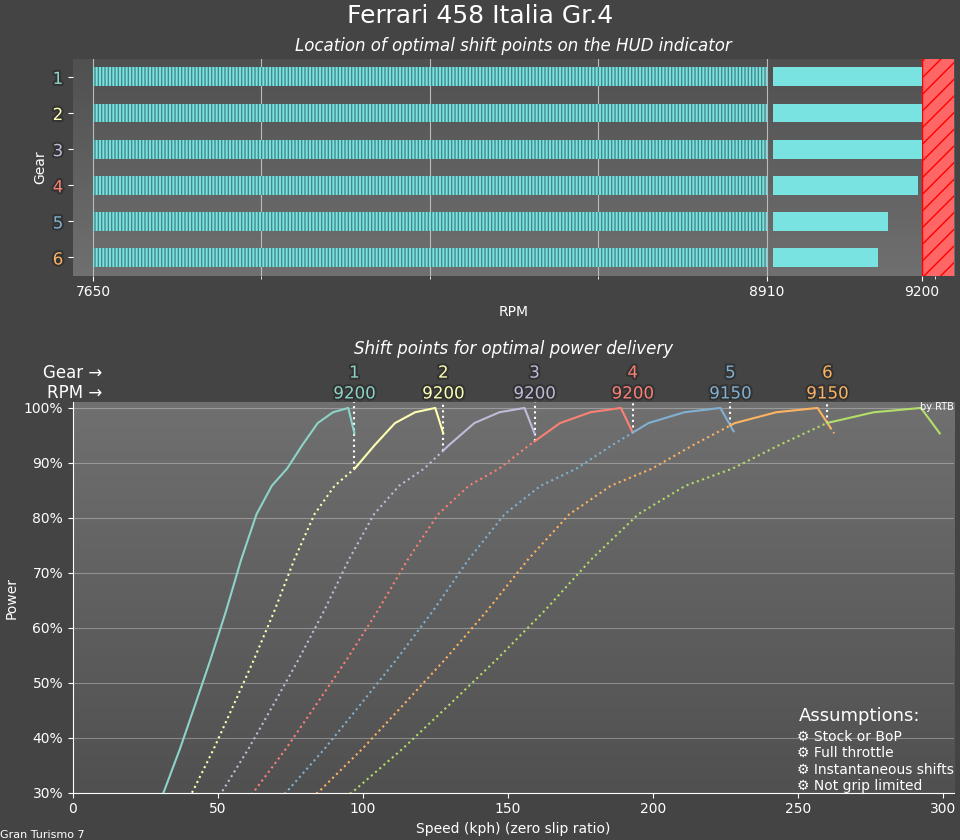 Ferrari 458 Italia Gr.4
Location of optimal shift points on the HUD indicator
Gear
1
2
3
4
5
6
7650 8910 9200
RPM
Shift points for optimal power delivery
Gear → 1 2 3 4 5 6
RPM → 9200 9200 9200 9200 9150 9150
by RTB
Power
100%
90%
80%
70%
60%
50%
40%
30%
Assumptions:
⚙ Stock or BoP
⚙ Full throttle
⚙ Instantaneous shifts
⚙ Not grip limited
0 50 100 150 200 250 300
Speed (kph) (zero slip ratio)
Gran Turismo 7